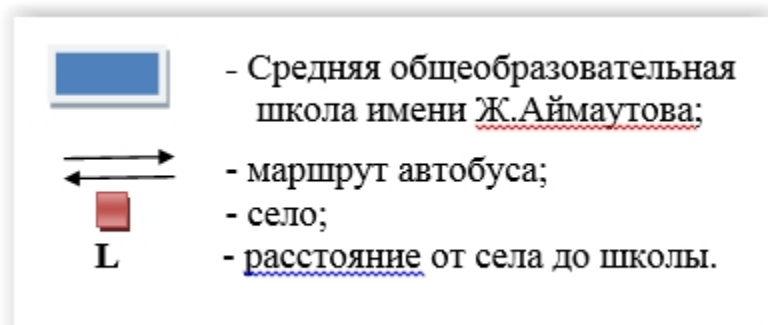 - Средняя общеобразовательная
школа имени Ж.Аймаутова;
- маршрут автобуса;
- село;
L - расстояние от села до школы.